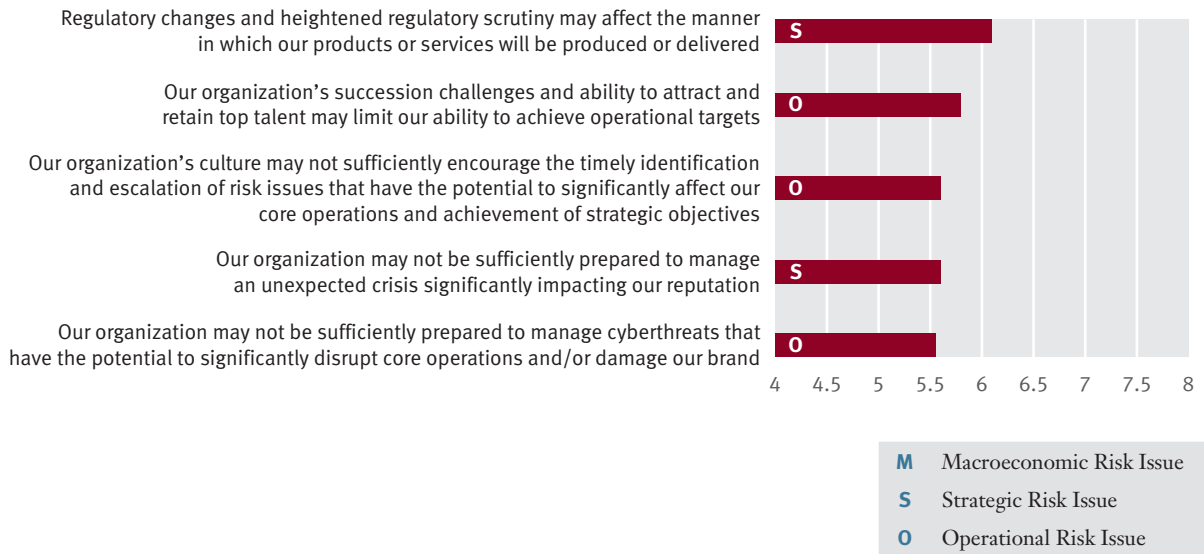 Regulatory changes and heightened regulatory scrutiny may affect the manner
in which our products or services will be produced or delivered
S
Our organization’s succession challenges and ability to attract and
retain top talent may limit our ability to achieve operational targets
O
Our organization’s culture may not sufficiently encourage the timely identification
and escalation of risk issues that have the potential to significantly affect our
core operations and achievement of strategic objectives
O
Our organization may not be sufficiently prepared to manage
an unexpected crisis significantly impacting our reputation
S
Our organization may not be sufficiently prepared to manage cyberthreats that
have the potential to significantly disrupt core operations and/or damage our brand
O
4 4.5 5 5.5 6 6.5 7 7.5 8
M Macroeconomic Risk Issue
S Strategic Risk Issue
O Operational Risk Issue